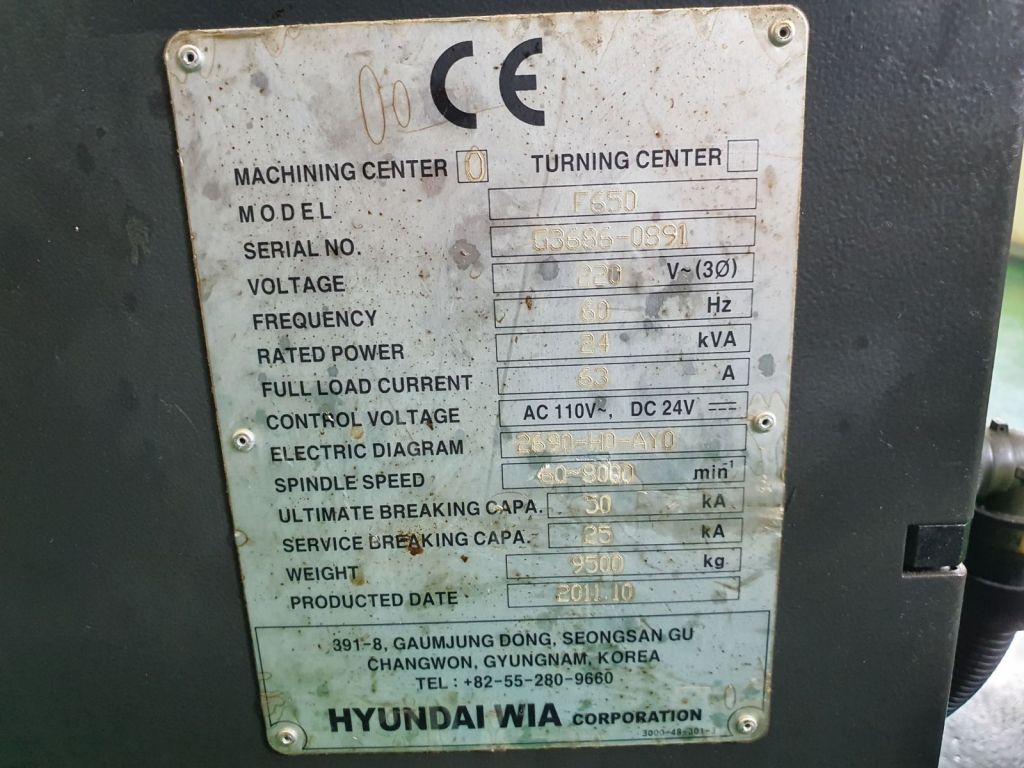 CE
MACHINING CENTER 0 TURNING CENTER
MODEL F650
SERIAL NO. G3686-0891
VOLTAGE 220 V~(3Ø)
FREQUENCY 60 Hz
RATED POWER 24 kVA
FULL LOAD CURRENT 63 A
CONTROL VOLTAGE AC 110V~, DC 24V ⎓
ELECTRIC DIAGRAM 2690-HD-AY0
SPINDLE SPEED 60~8000 min¹
ULTIMATE BREAKING CAPA. 30 kA
SERVICE BREAKING CAPA. 25 kA
WEIGHT 9500 kg
PRODUCTED DATE 2011.10
391-8, GAUMJUNG DONG, SEONGSAN GU
CHANGWON, GYUNGNAM, KOREA
TEL : +82-55-280-9660
HYUNDAI WIA CORPORATION